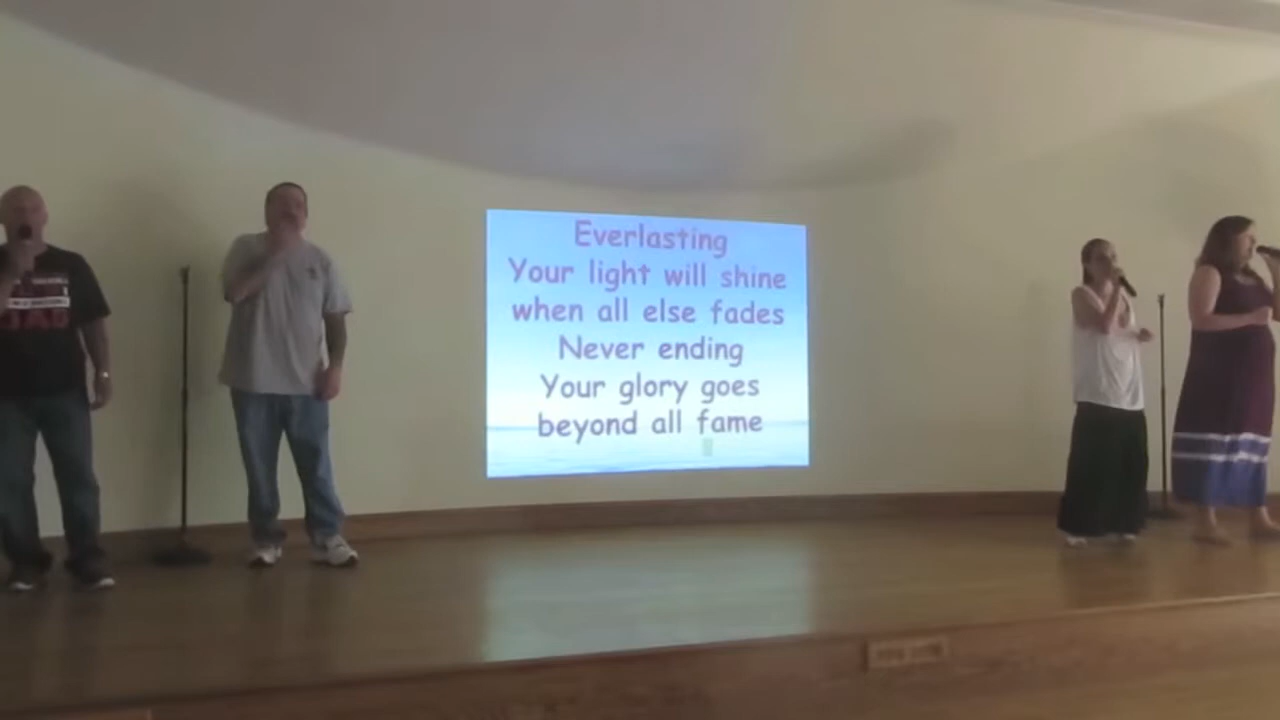 Everlasting
Your light will shine
when all else fades
Never ending
Your glory goes
beyond all fame